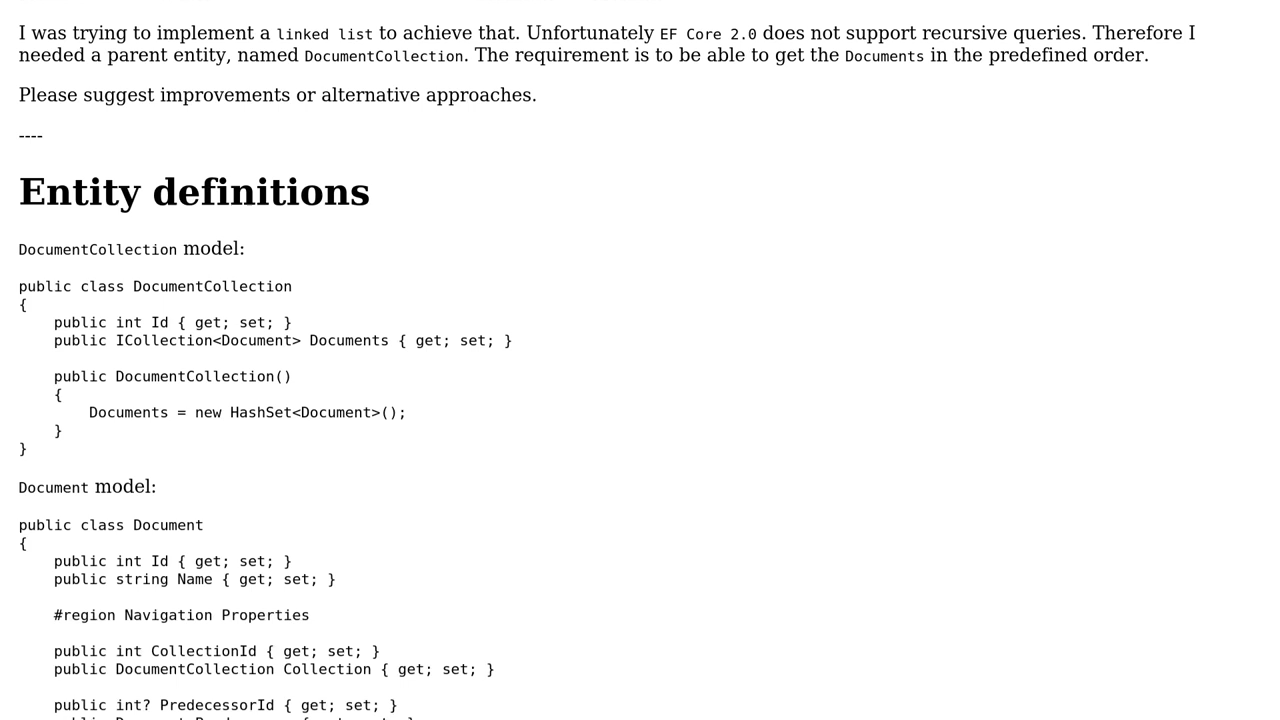 I was trying to implement a linked list to achieve that. Unfortunately EF Core 2.0 does not support recursive queries. Therefore I
needed a parent entity, named DocumentCollection. The requirement is to be able to get the Documents in the predefined order.
Please suggest improvements or alternative approaches.
----
Entity definitions
DocumentCollection model:
public class DocumentCollection
{
    public int Id { get; set; }
    public ICollection<Document> Documents { get; set; }
    public DocumentCollection()
    {
        Documents = new HashSet<Document>();
    }
}
Document model:
public class Document
{
    public int Id { get; set; }
    public string Name { get; set; }
    #region Navigation Properties
    public int CollectionId { get; set; }
    public DocumentCollection Collection { get; set; }
    public int? PredecessorId { get; set; }